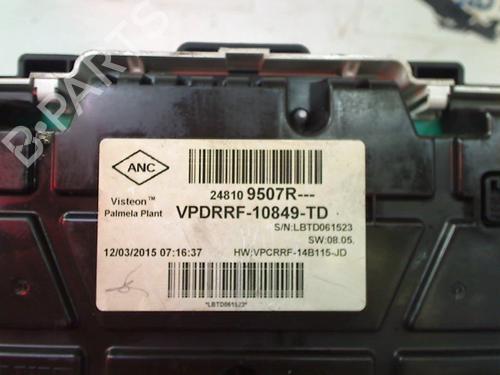 B-PARTS
ANC
Visteon™
Palmela Plant
24810 9507R---
VPDRRF-10849-TD
S/N:LBTD061523
SW:08.05.
12/03/2015 07:16:37
HW:VPCRRF-14B115-JD
*LBTD061523*